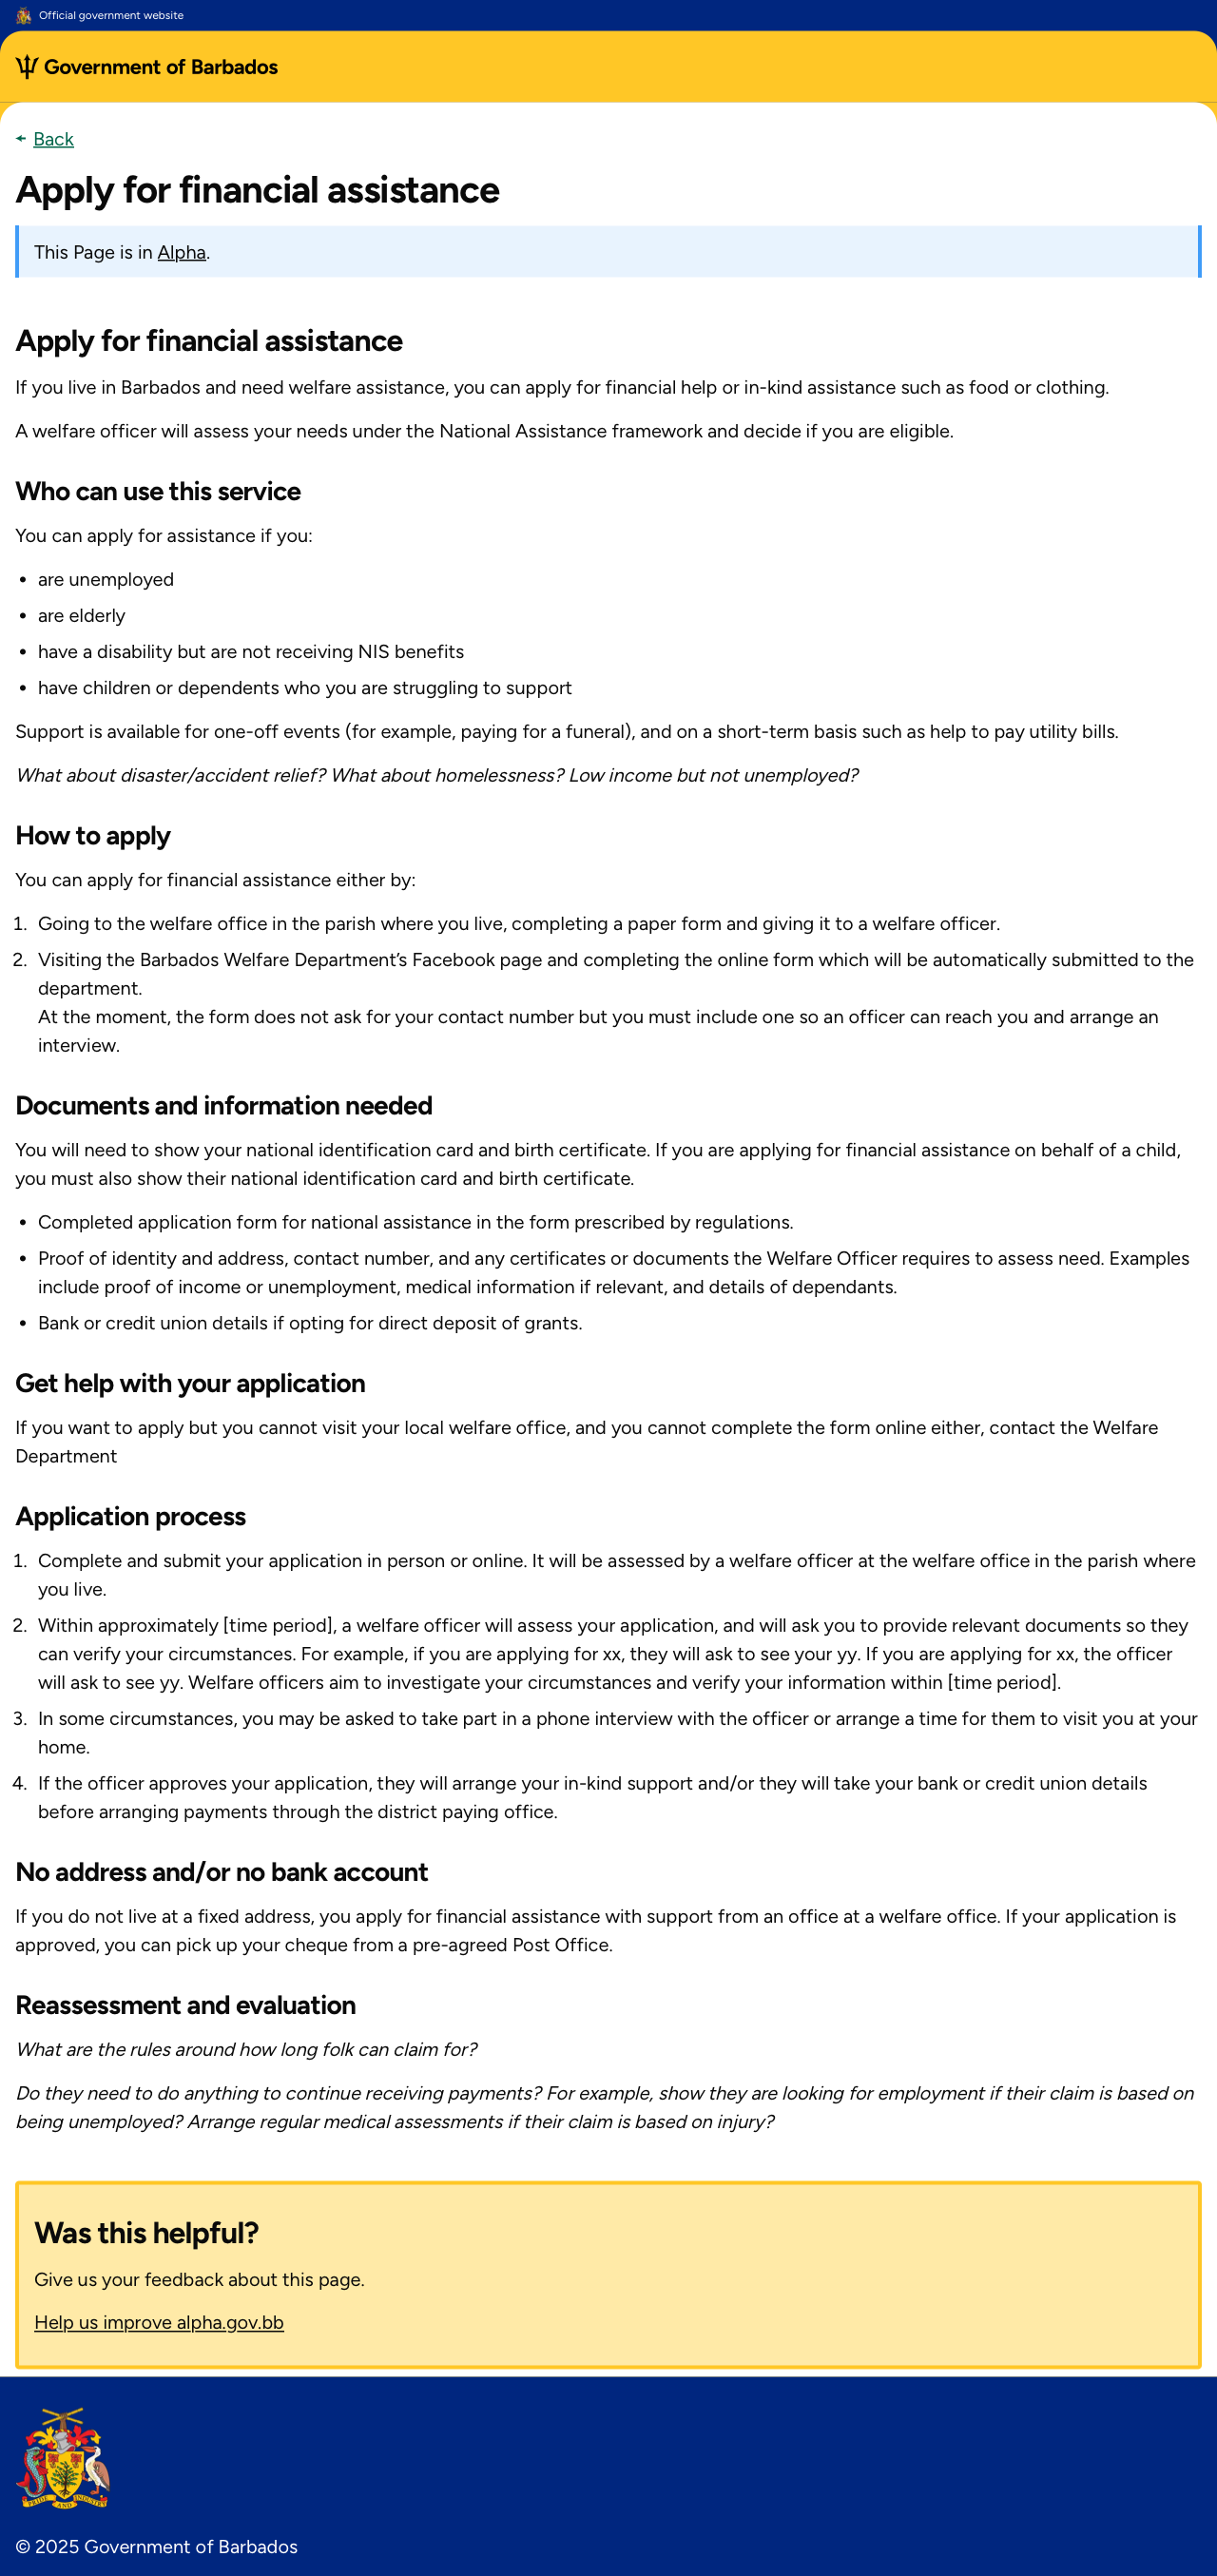 Official government website
Government of Barbados
Back
Apply for financial assistance
This Page is in Alpha.
Apply for financial assistance
If you live in Barbados and need welfare assistance, you can apply for financial help or in-kind assistance such as food or clothing.
A welfare officer will assess your needs under the National Assistance framework and decide if you are eligible.
Who can use this service
You can apply for assistance if you:
• are unemployed
• are elderly
• have a disability but are not receiving NIS benefits
• have children or dependents who you are struggling to support
Support is available for one-off events (for example, paying for a funeral), and on a short-term basis such as help to pay utility bills.
What about disaster/accident relief? What about homelessness? Low income but not unemployed?
How to apply
You can apply for financial assistance either by:
1. Going to the welfare office in the parish where you live, completing a paper form and giving it to a welfare officer.
2. Visiting the Barbados Welfare Department’s Facebook page and completing the online form which will be automatically submitted to the
department.
At the moment, the form does not ask for your contact number but you must include one so an officer can reach you and arrange an
interview.
Documents and information needed
You will need to show your national identification card and birth certificate. If you are applying for financial assistance on behalf of a child,
you must also show their national identification card and birth certificate.
• Completed application form for national assistance in the form prescribed by regulations.
• Proof of identity and address, contact number, and any certificates or documents the Welfare Officer requires to assess need. Examples
include proof of income or unemployment, medical information if relevant, and details of dependants.
• Bank or credit union details if opting for direct deposit of grants.
Get help with your application
If you want to apply but you cannot visit your local welfare office, and you cannot complete the form online either, contact the Welfare
Department
Application process
1. Complete and submit your application in person or online. It will be assessed by a welfare officer at the welfare office in the parish where
you live.
2. Within approximately [time period], a welfare officer will assess your application, and will ask you to provide relevant documents so they
can verify your circumstances. For example, if you are applying for xx, they will ask to see your yy. If you are applying for xx, the officer
will ask to see yy. Welfare officers aim to investigate your circumstances and verify your information within [time period].
3. In some circumstances, you may be asked to take part in a phone interview with the officer or arrange a time for them to visit you at your
home.
4. If the officer approves your application, they will arrange your in-kind support and/or they will take your bank or credit union details
before arranging payments through the district paying office.
No address and/or no bank account
If you do not live at a fixed address, you apply for financial assistance with support from an office at a welfare office. If your application is
approved, you can pick up your cheque from a pre-agreed Post Office.
Reassessment and evaluation
What are the rules around how long folk can claim for?
Do they need to do anything to continue receiving payments? For example, show they are looking for employment if their claim is based on
being unemployed? Arrange regular medical assessments if their claim is based on injury?
Was this helpful?
Give us your feedback about this page.
Help us improve alpha.gov.bb
PRIDE AND INDUSTRY
© 2025 Government of Barbados